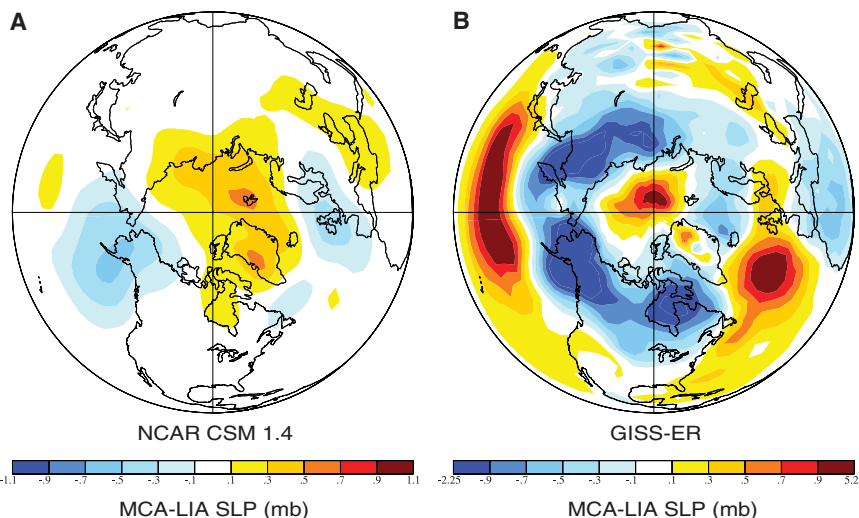 A
B
NCAR CSM 1.4
GISS-ER
-1.1 -.9 -.7 -.5 -.3 -.1 .1 .3 .5 .7 .9 1.1
-2.25 -.9 -.7 -.5 -.3 -.1 .1 .3 .5 .7 .9 5.2
MCA-LIA SLP (mb)
MCA-LIA SLP (mb)